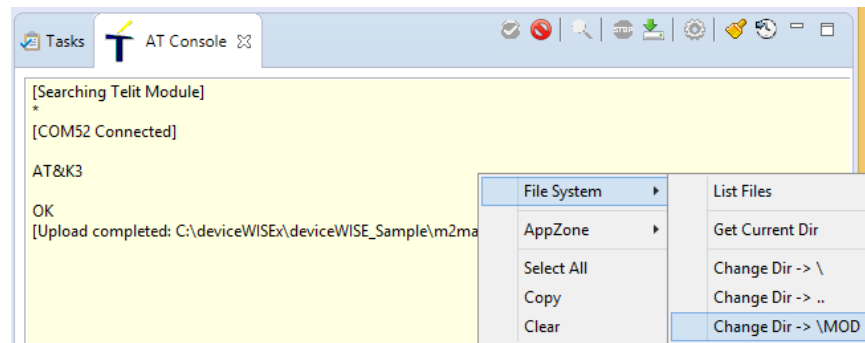 Tasks
AT Console
STOP
[Searching Telit Module]
*
[COM52 Connected]
AT&K3
OK
[Upload completed: C:\deviceWISEx\deviceWISE_Sample\m2ma
File System
AppZone
Select All
Copy
Clear
List Files
Get Current Dir
Change Dir -> \
Change Dir -> ..
Change Dir -> \MOD